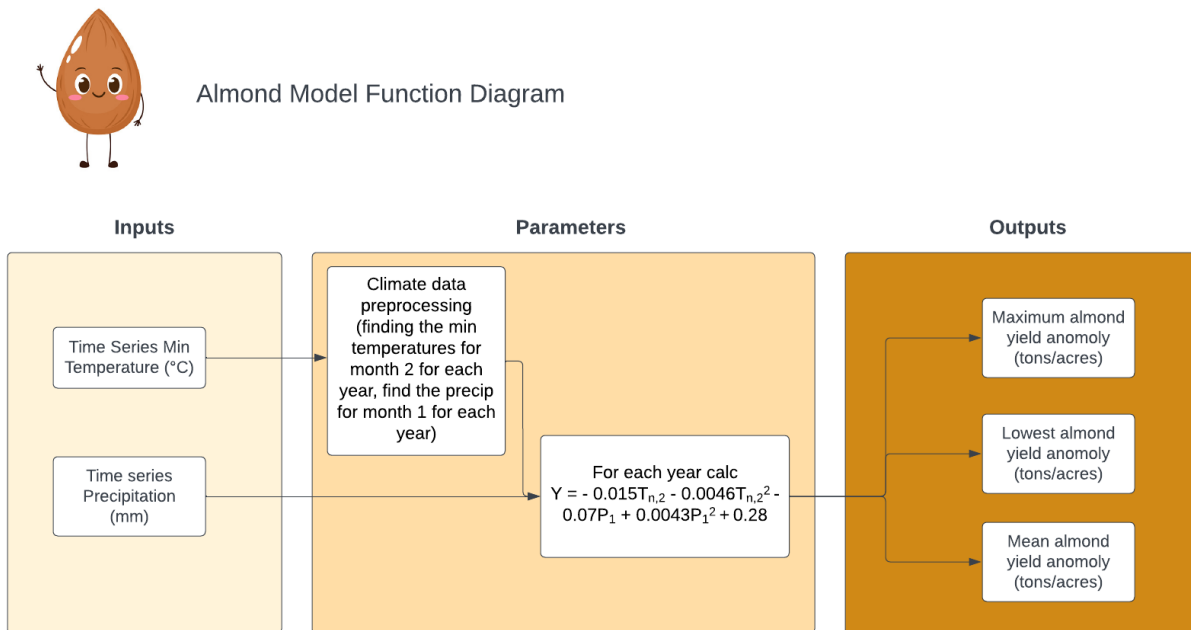 Almond Model Function Diagram
Inputs
Parameters
Outputs
Time Series Min
Temperature (°C)
Time series
Precipitation
(mm)
Climate data
preprocessing
(finding the min
temperatures for
month 2 for each
year, find the precip
for month 1 for each
year)
For each year calc
Y = - 0.015Tₙ,₂ - 0.0046Tₙ,₂² -
0.07P₁ + 0.0043P₁² + 0.28
Maximum almond
yield anomoly
(tons/acres)
Lowest almond
yield anomoly
(tons/acres)
Mean almond
yield anomoly
(tons/acres)